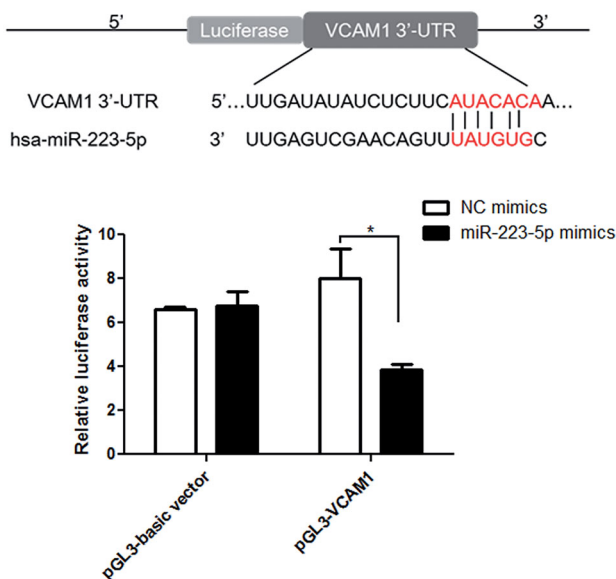 5’ Luciferase VCAM1 3’-UTR 3’
VCAM1 3’-UTR 5’…UUGAUAUAUCUCUUCAUACACAA…
hsa-miR-223-5p 3’ UUGAGUCGAACAGUUUAUGUGC
NC mimics
miR-223-5p mimics
*
Relative luciferase activity
10
8
6
4
2
0
pGL3-basic vector
pGL3-VCAM1